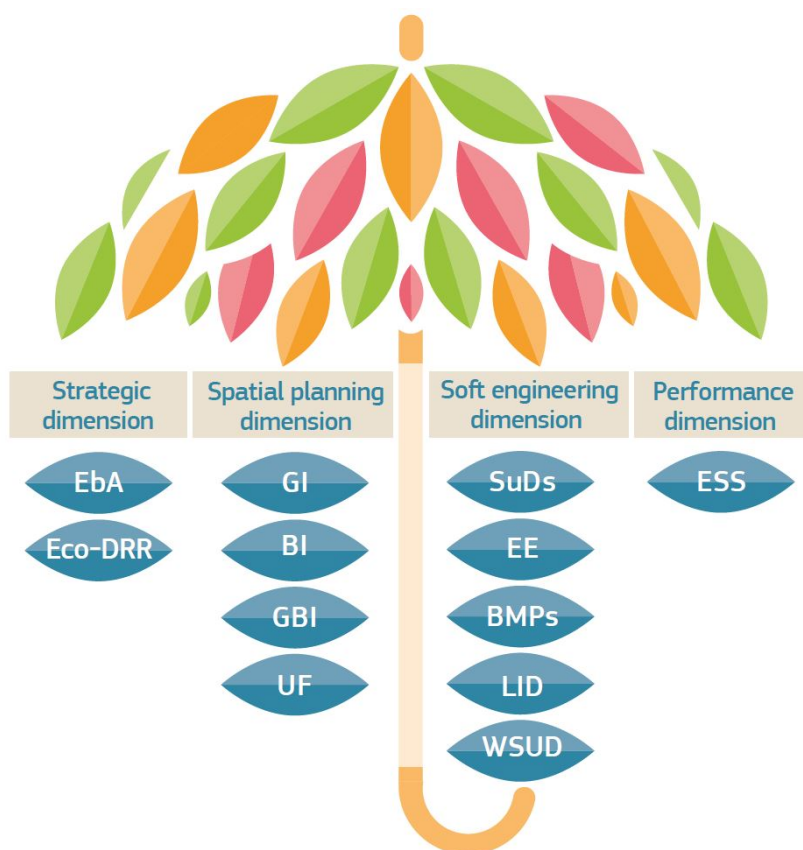 Strategic
dimension
EbA
Eco-DRR
Spatial planning
dimension
GI
BI
GBI
UF
Soft engineering
dimension
SuDs
EE
BMPs
LID
WSUD
Performance
dimension
ESS